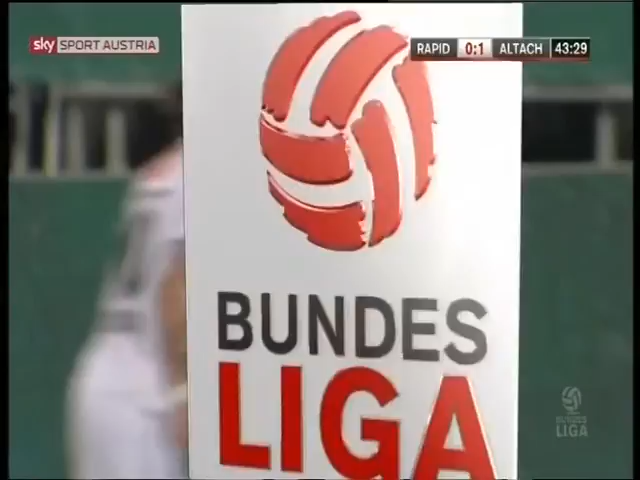 sky SPORT AUSTRIA
RAPID 0:1 ALTACH 43:29
BUNDES
LIGA
LIGA